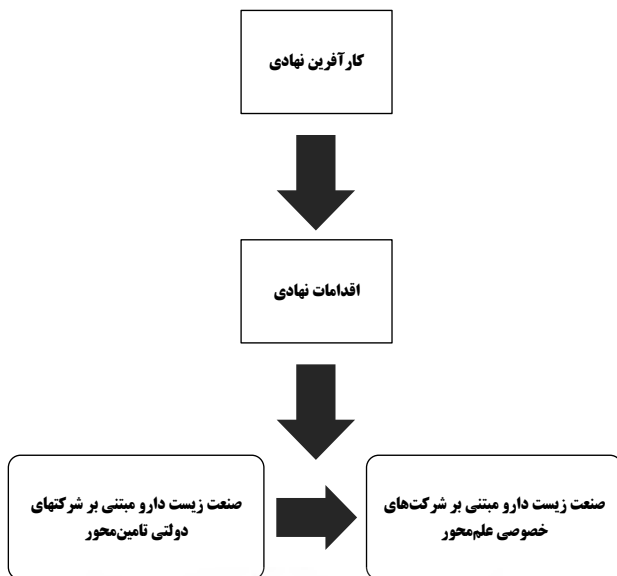 کارآفرین نهادی
اقدامات نهادی
صنعت زیست دارو مبتنی بر شرکت‌های
خصوصی علم‌محور
صنعت زیست دارو مبتنی بر شرکتهای
دولتی تامین‌محور